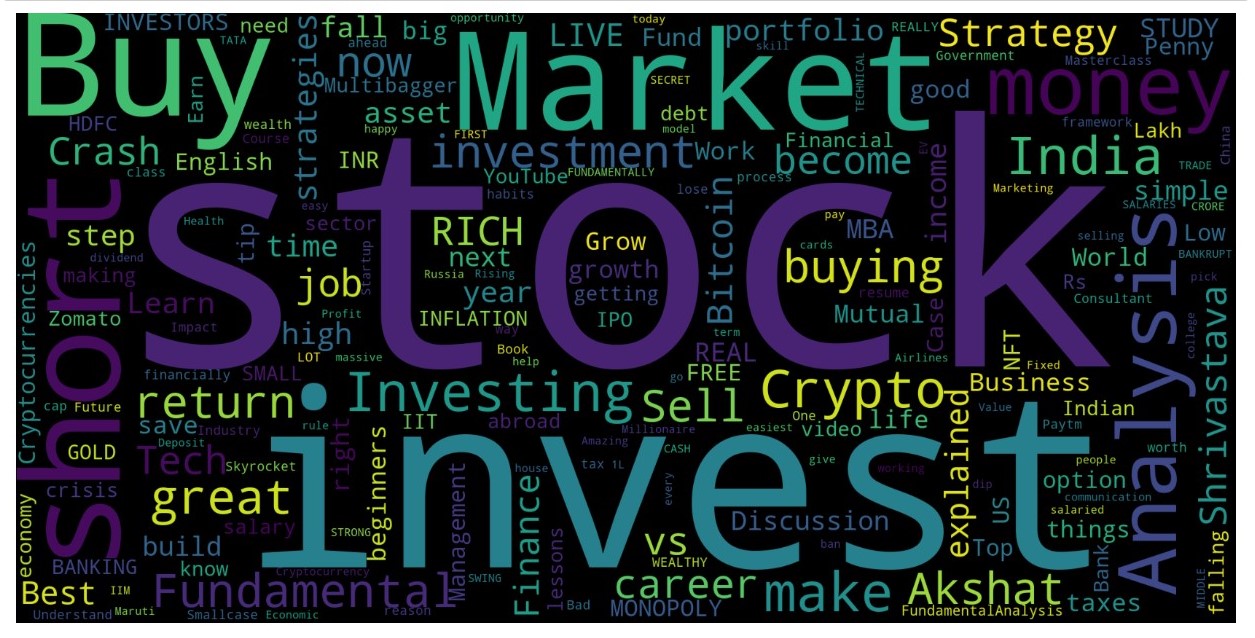 INVESTORS
need
fall
big
opportunity
today
LIVE
Fund
portfolio
REALLY
Strategy
STUDY
Buy
TATA
Earn
strategies
ahead
now
Market
skill
Government
Penny
Masterclass
Multibagger
SECRET
TECHNICAL
good
money
asset
debt
model
HDFC
wealth
Course
happy
FIRST
Financial
framework
Lakh
China
Crash
English
INR
investment
Work
become
EV
India
TRADE
class
YouTube
FUNDAMENTALLY
process
Marketing
simple
short
easy
habits
lose
Bitcoin
income
SALARIES
CRORE
stock
Health
sector
step
tip
time
RICH
Grow
pay
MBA
cards
Analysis
Low
selling
dividend
startup
next
growth
buying
World
BANKRUPT
Cryptocurrencies
making
job
Russia
Rising
year
getting
resume
Rs
pick
Learn
Profit
Mutual
Case
Consultant
Zomato
Impact
high
INFLATION
IPO
way
term
college
Shrivastava
LOT
massive
Book
help
REAL
Airlines
NFT
Fixed
financially
SMALL
go
FREE
Business
return
Investing
Sell
Crypto
Value
cap
Future
save
Industry
rule
right
IIT
abroad
Millionaire
easiest
One
video
life
explained
Indian
Paytm
GOLD
Deposit
Amazing
CASH
worth
Tech
Skyrocket
beginners
house
tax
1L
give
working
people
crisis
great
invest
Management
every
dip
option
communication
salary
Finance
Discussion
US
salaried
things
economy
STRONG
build
lessons
vs
ban
Top
BANKING
know
Cryptocurrency
SWING
WEALTHY
Bank
MIDDLE
falling
Best
IIM
Fundamental
career
make
Akshat
taxes
Understand
Maruti
Smallcase
Economic
reason
Bad
MONOPOLY
FundamentalAnalysis